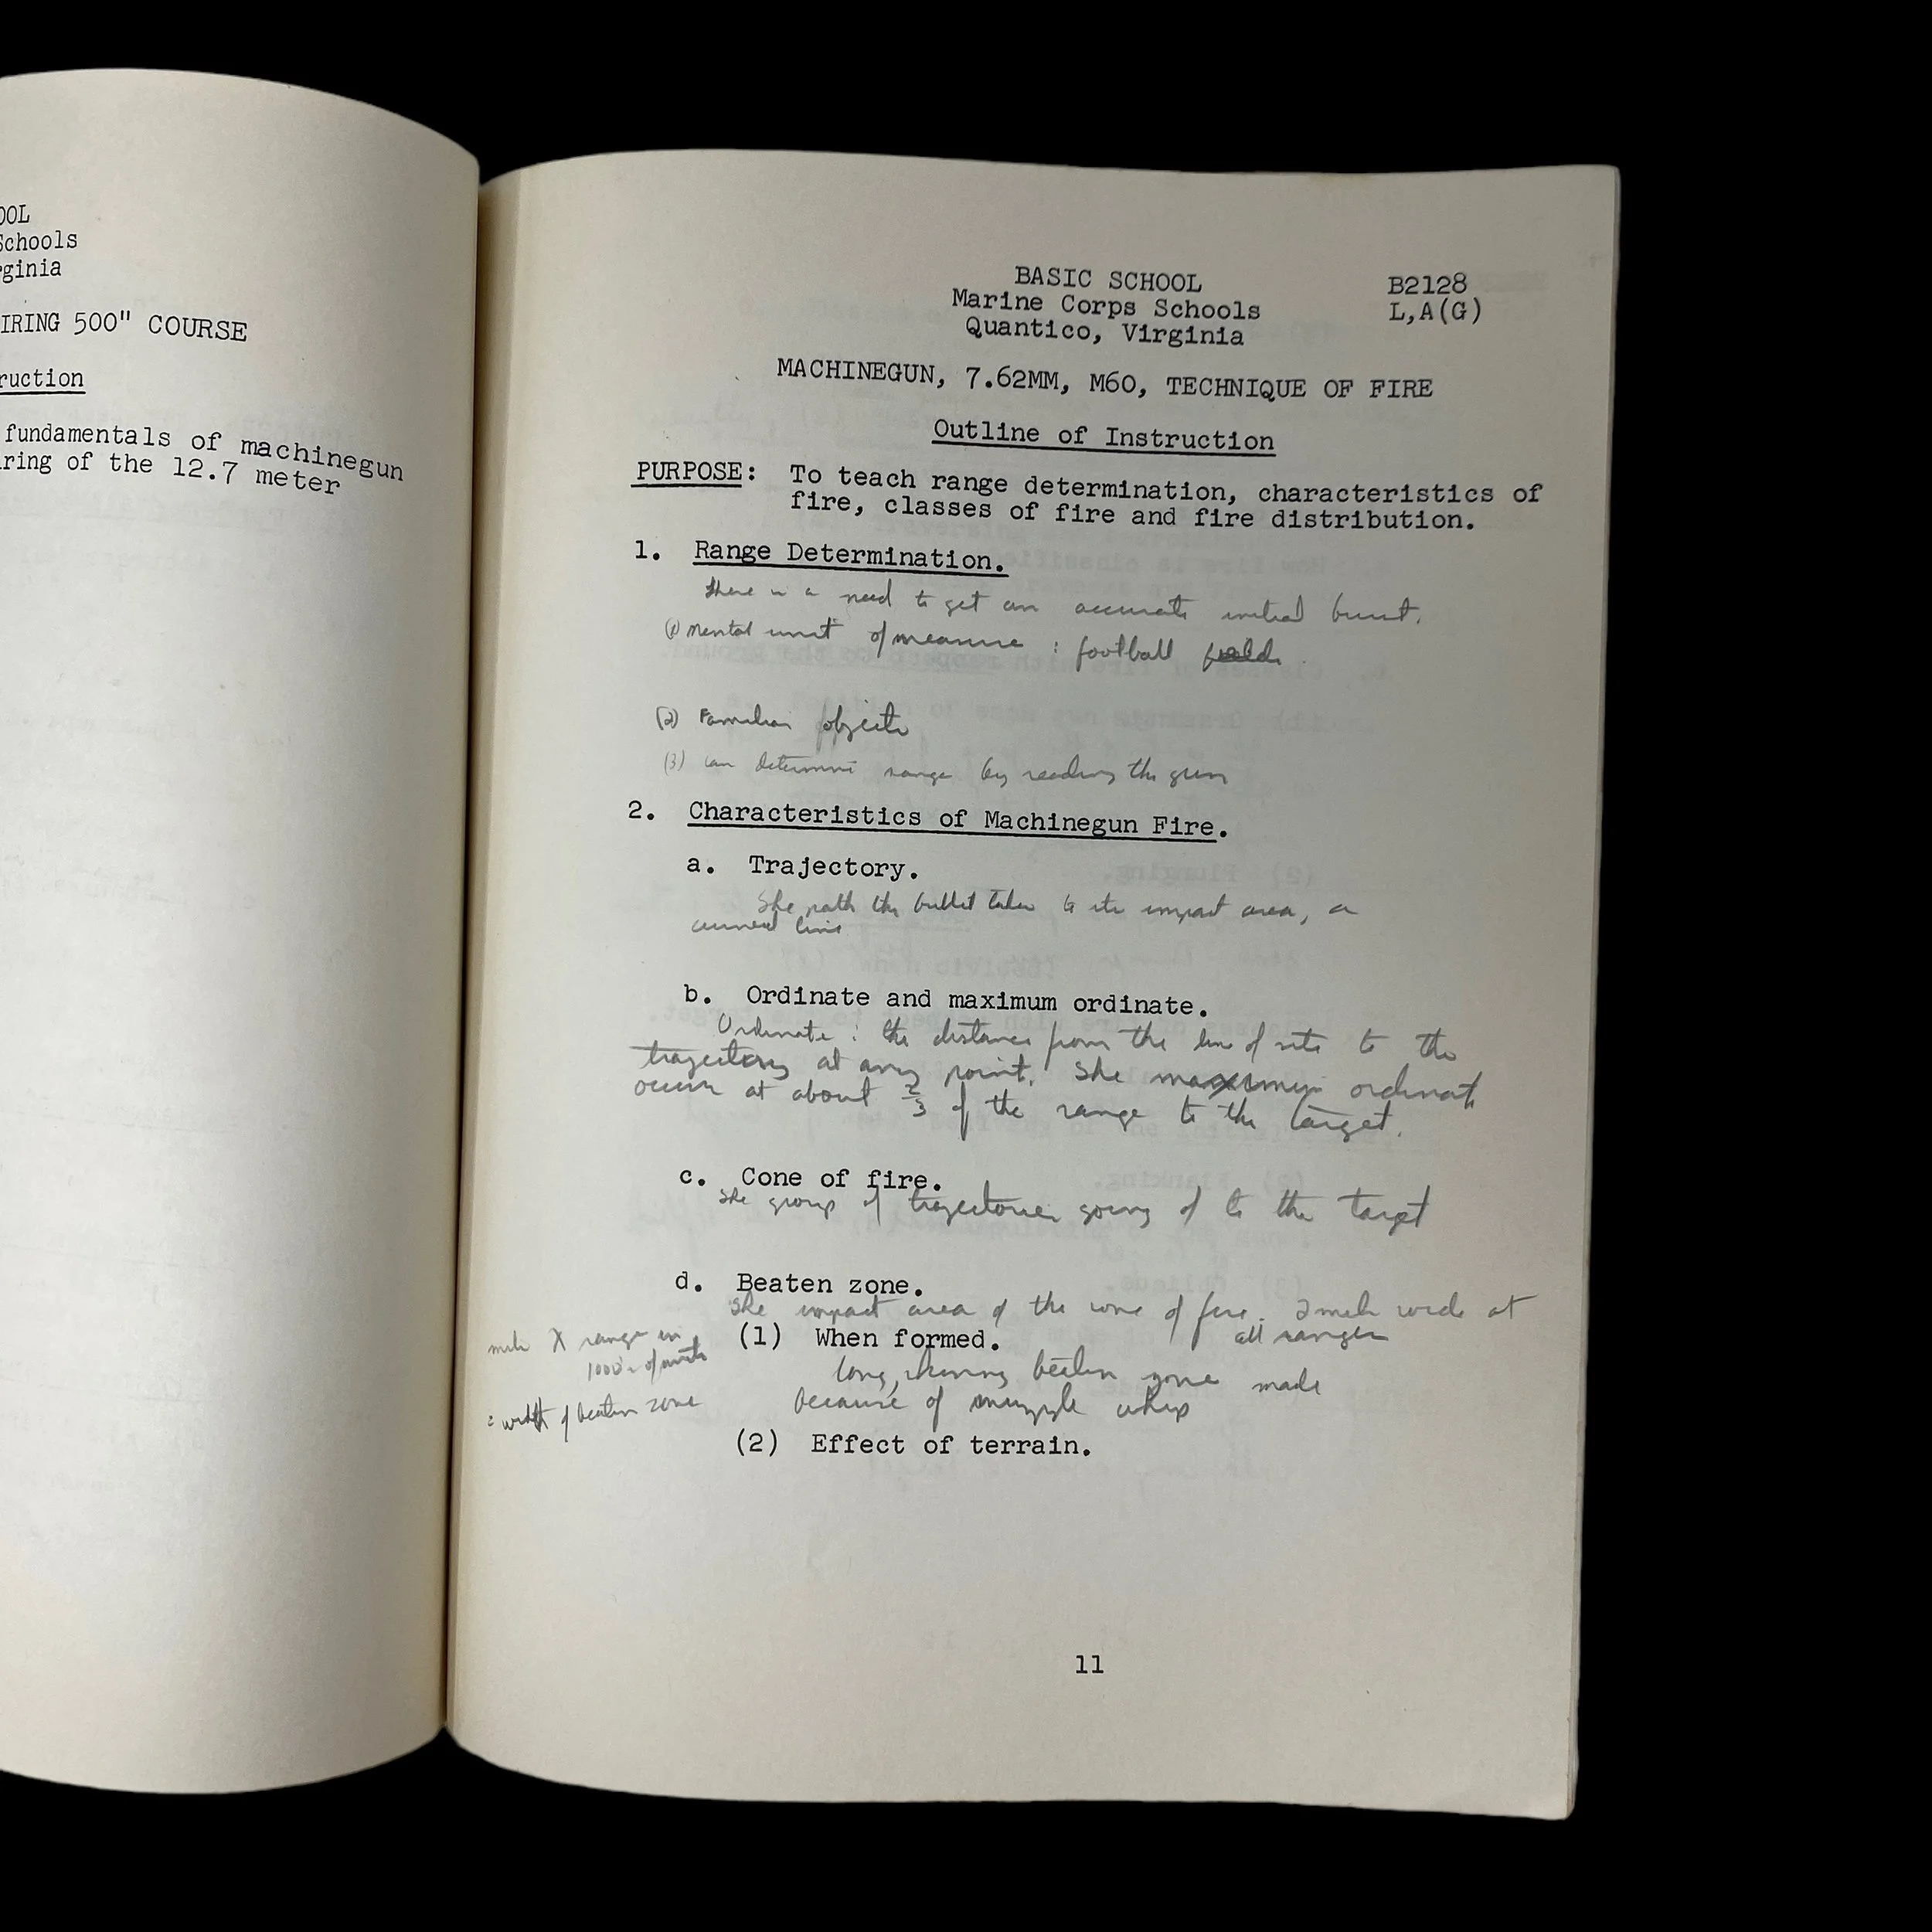 OOL
Schools
rginia
IRING 500" COURSE
ruction
fundamentals of machinegun
ring of the 12.7 meter
BASIC SCHOOL B2128
Marine Corps Schools L,A(G)
Quantico, Virginia
MACHINEGUN, 7.62MM, M60, TECHNIQUE OF FIRE
Outline of Instruction
PURPOSE: To teach range determination, characteristics of
fire, classes of fire and fire distribution.
1. Range Determination.
There is a need to get an accurate initial burst.
(1) Mental unit of measure : football field
(2) Familiar objects
(3) can determine range by reading the gun
2. Characteristics of Machinegun Fire.
a. Trajectory.
The path the bullet takes to its impact area, a
curved line
b. Ordinate and maximum ordinate.
Ordinate : the distance from the line of site to the
trajectory at any point. The maximum ordinate
occurs at about 2/3 of the range to the target.
c. Cone of fire.
The group of trajectories going to the target
d. Beaten zone.
The impact area of the cone of fire. 2 mils wide at
all ranges
(1) When formed.
mils X range in
1000's of
= width of beaten zone
long, beaten zone made
because of muzzle whip
(2) Effect of terrain.
11